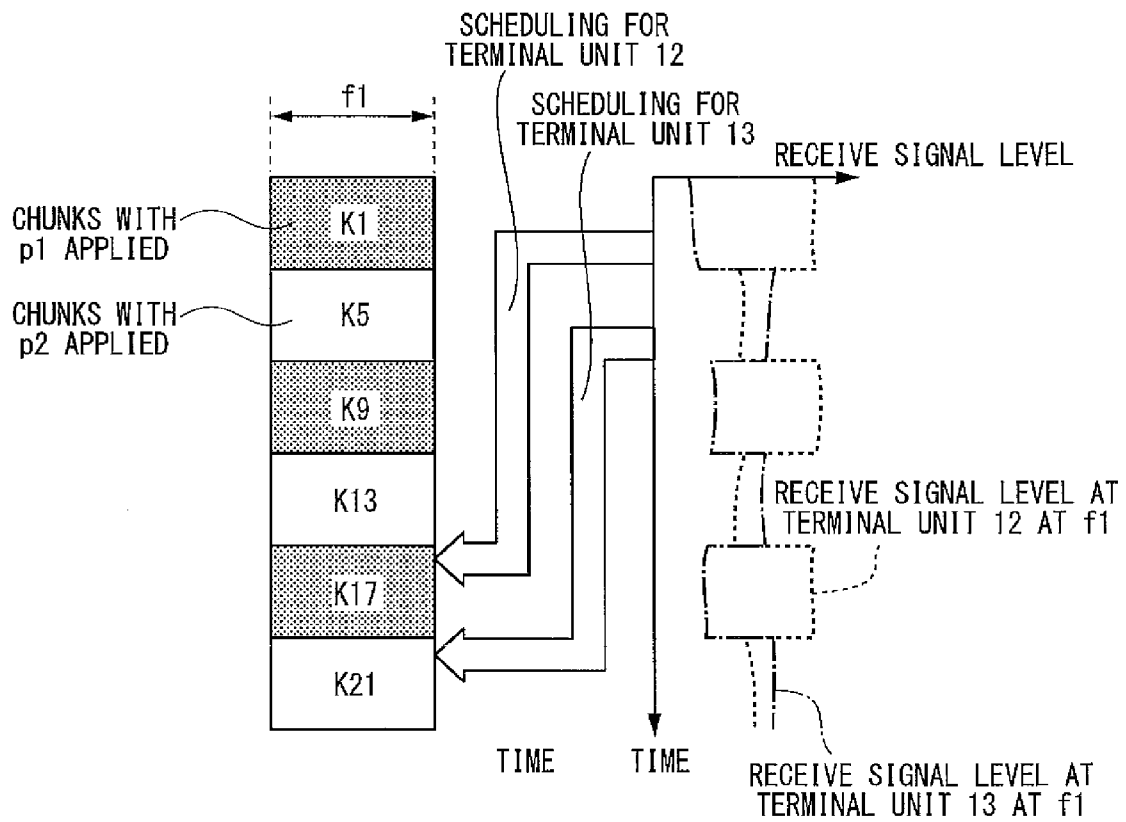 SCHEDULING FOR
TERMINAL UNIT 12
f1
SCHEDULING FOR
TERMINAL UNIT 13
RECEIVE SIGNAL LEVEL
CHUNKS WITH
p1 APPLIED
K1
CHUNKS WITH
p2 APPLIED
K5
K9
K13
RECEIVE SIGNAL LEVEL AT
TERMINAL UNIT 12 AT f1
K17
K21
TIME
TIME
RECEIVE SIGNAL LEVEL AT
TERMINAL UNIT 13 AT f1